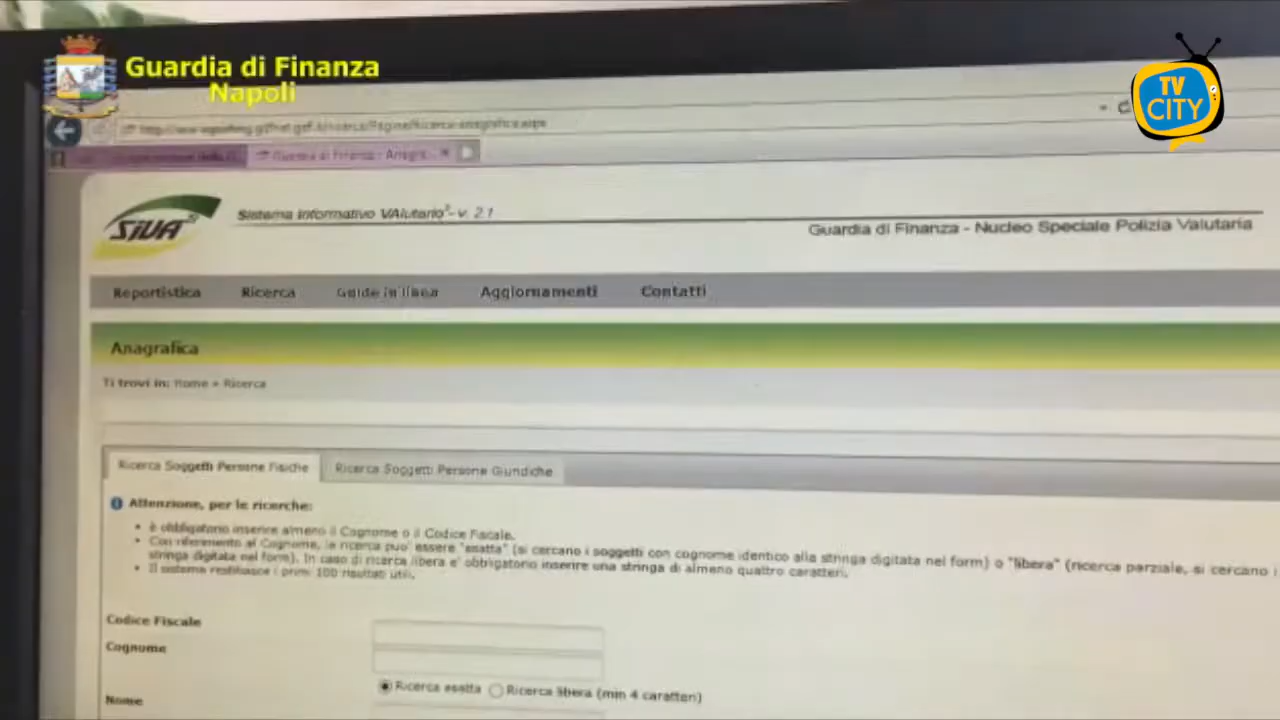 Guardia di Finanza
Napoli
TV
CITY
Guardia di Finanza - Anagra...
SIVA
Sistema Informativo VAlutario - v. 2.1
Guardia di Finanza - Nucleo Speciale Polizia Valutaria
Reportistica Ricerca Guide in linea Aggiornamenti Contatti
Anagrafica
Ti trovi in: Home » Ricerca
Ricerca Soggetti Persone Fisiche Ricerca Soggetti Persone Giuridiche
Attenzione, per le ricerche:
• è obbligatorio inserire almeno il Cognome o il Codice Fiscale.
• Con riferimento al Cognome, la ricerca puo' essere "esatta" (si cercano i soggetti con cognome identico alla stringa digitata nel form) o "libera" (ricerca parziale, si cercano i
stringa digitata nel form). In caso di ricerca libera e' obbligatorio inserire una stringa di almeno quattro caratteri.
• Il sistema restituisce i primi 100 risultati utili.
Codice Fiscale
Cognome
Ricerca esatta Ricerca libera (min 4 caratteri)
Nome